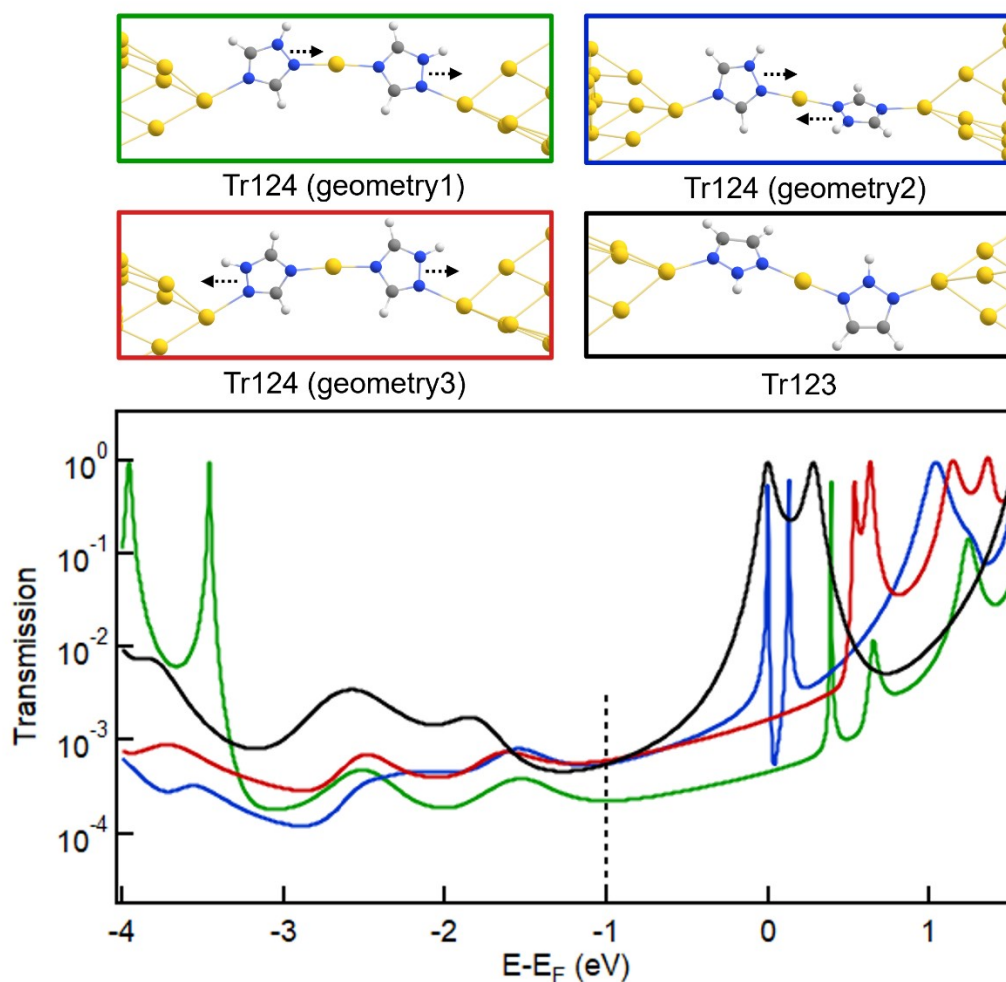 Tr124 (geometry1)
Tr124 (geometry2)
Tr124 (geometry3)
Tr123
Transmission
10^0
10^-1
10^-2
10^-3
10^-4
-4
-3
-2
-1
0
1
E-E_F (eV)